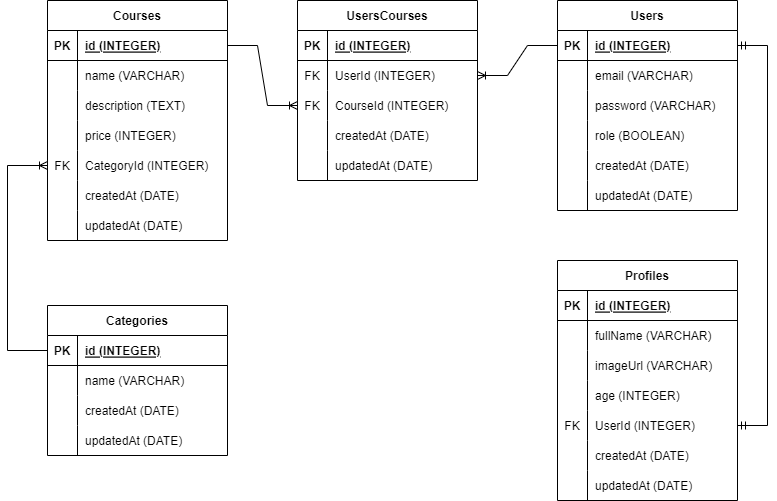 Courses
PK id (INTEGER)
name (VARCHAR)
description (TEXT)
price (INTEGER)
FK CategoryId (INTEGER)
createdAt (DATE)
updatedAt (DATE)
UsersCourses
PK id (INTEGER)
FK UserId (INTEGER)
FK CourseId (INTEGER)
createdAt (DATE)
updatedAt (DATE)
Users
PK id (INTEGER)
email (VARCHAR)
password (VARCHAR)
role (BOOLEAN)
createdAt (DATE)
updatedAt (DATE)
Categories
PK id (INTEGER)
name (VARCHAR)
createdAt (DATE)
updatedAt (DATE)
Profiles
PK id (INTEGER)
fullName (VARCHAR)
imageUrl (VARCHAR)
age (INTEGER)
FK UserId (INTEGER)
createdAt (DATE)
updatedAt (DATE)